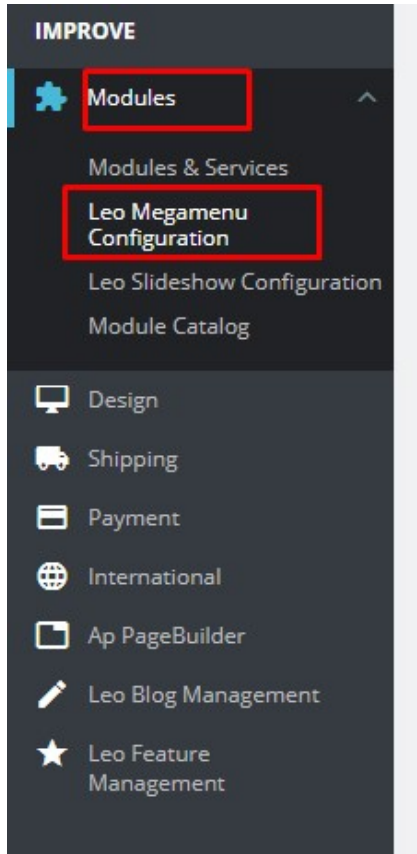 IMPROVE
Modules
Modules & Services
Leo Megamenu
Configuration
Leo Slideshow Configuration
Module Catalog
Design
Shipping
Payment
International
Ap PageBuilder
Leo Blog Management
Leo Feature
Management